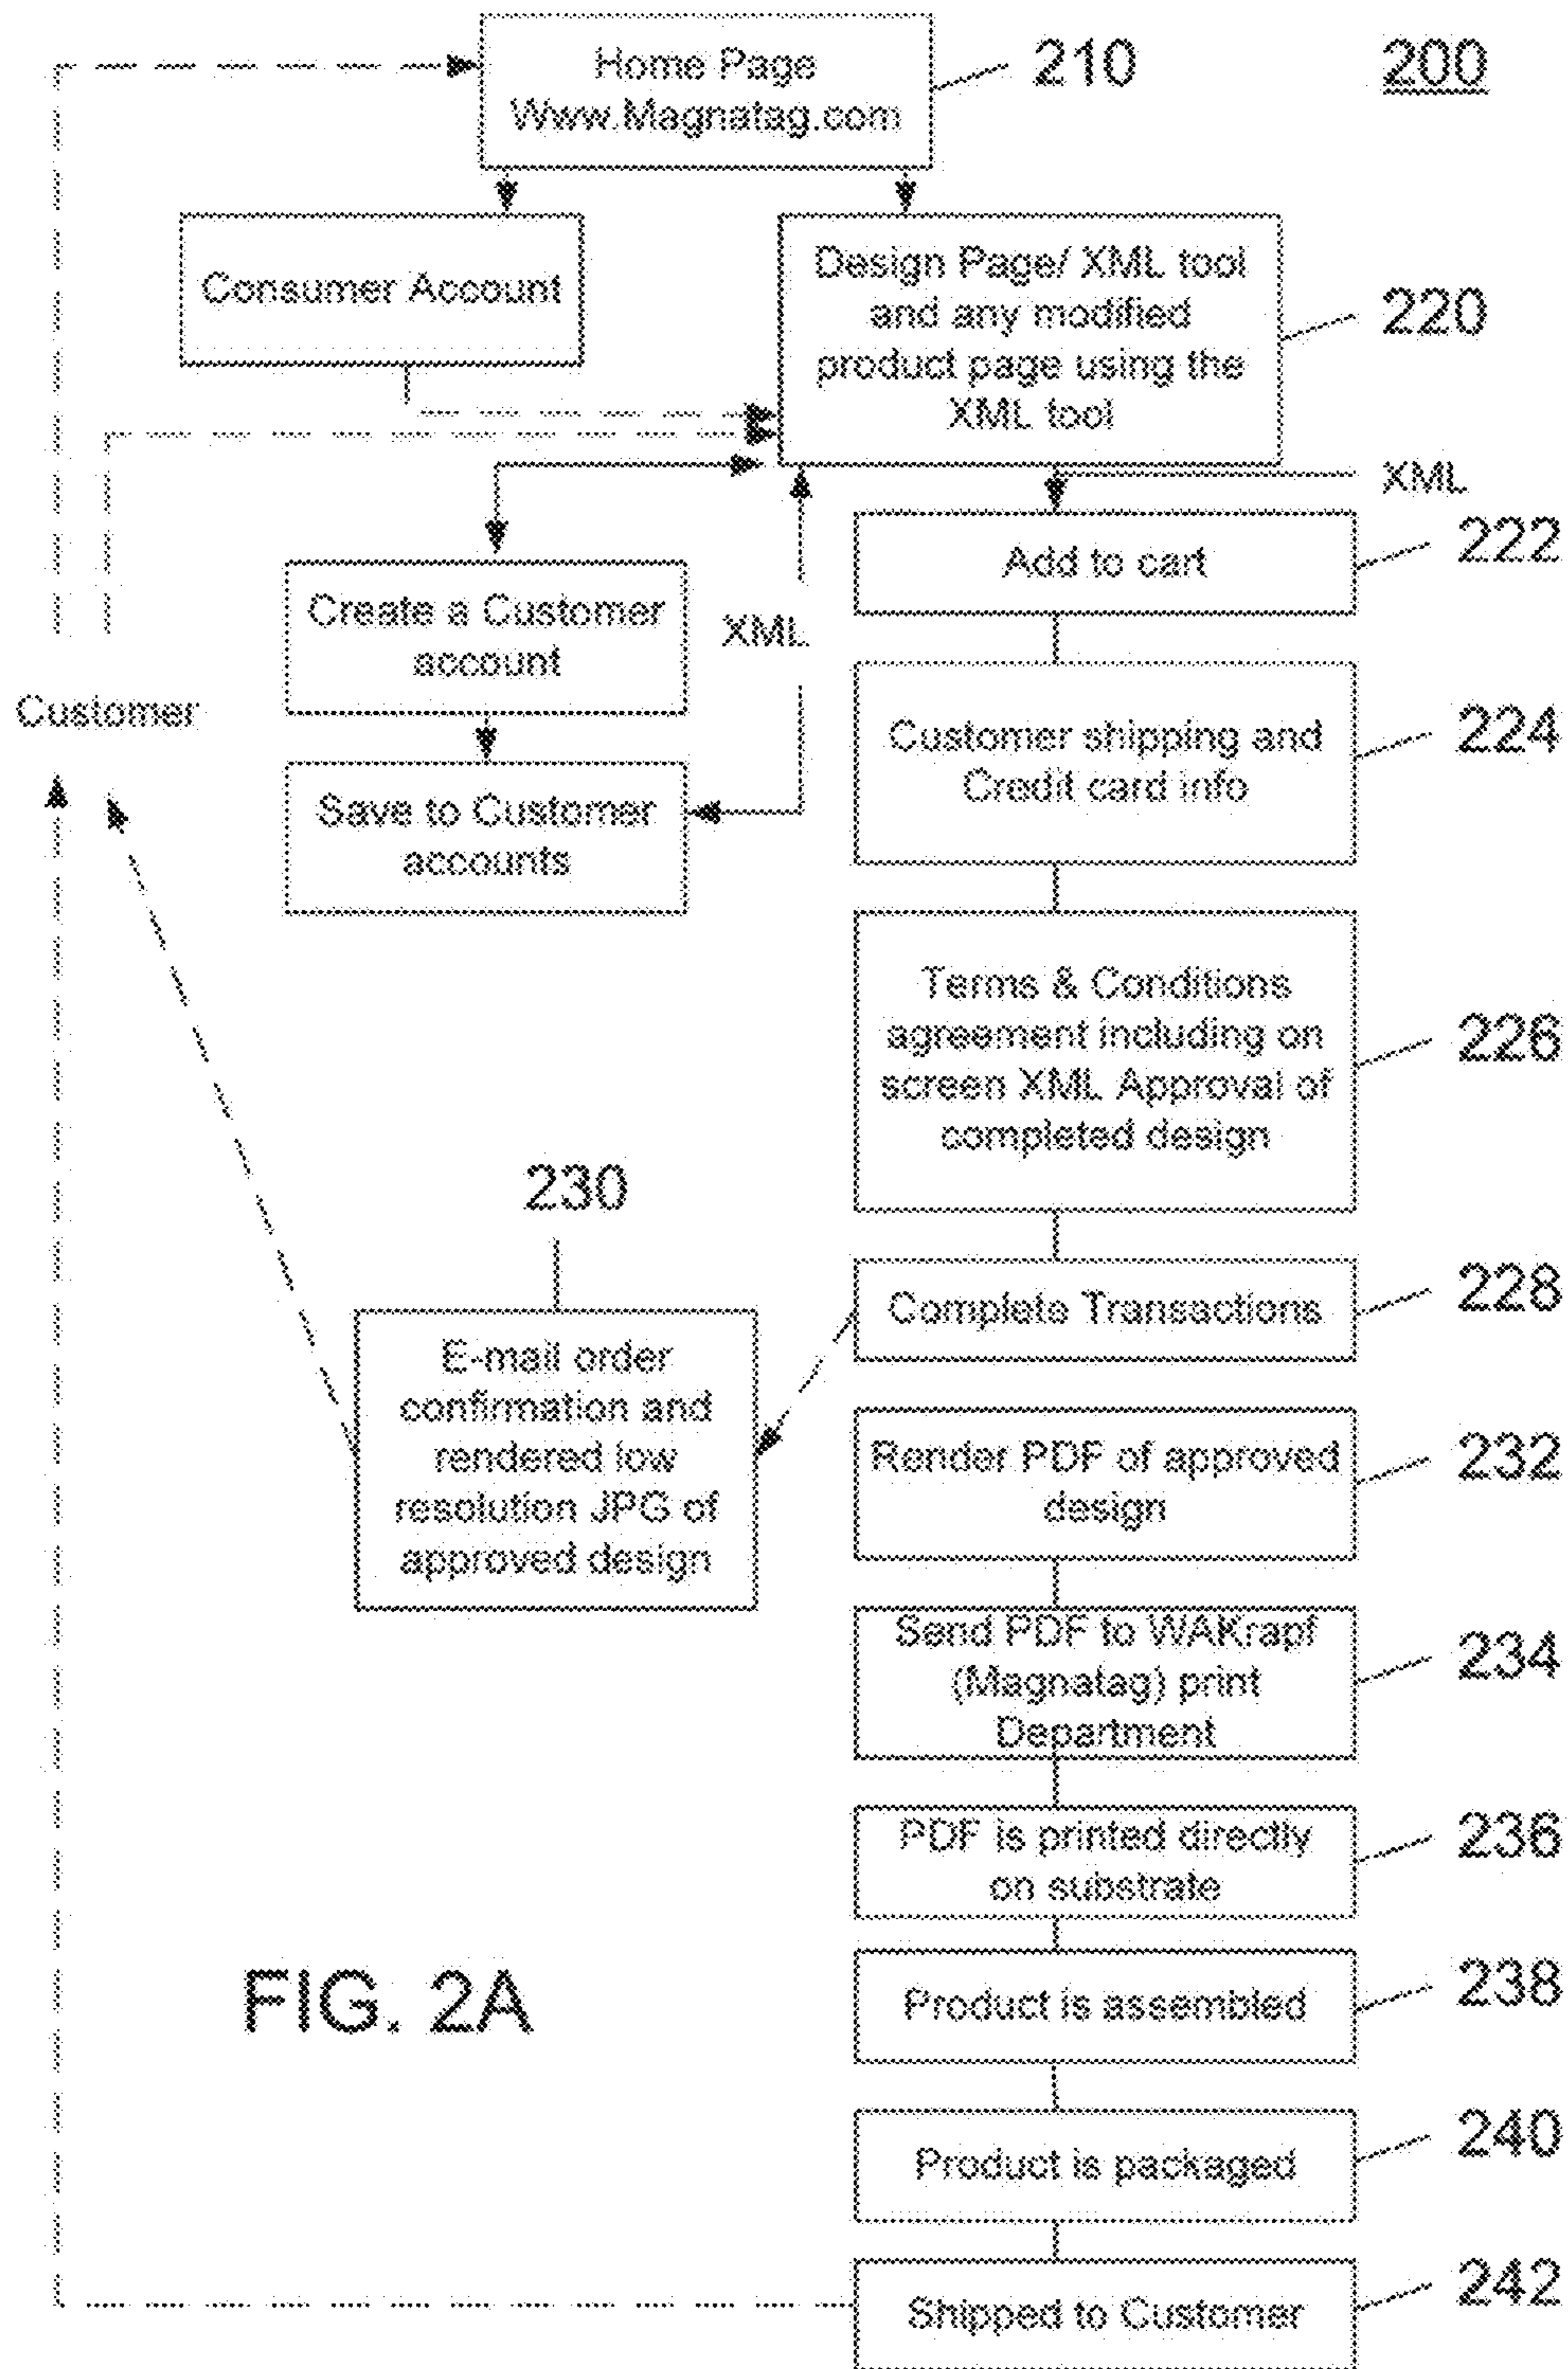 200
Home Page
Www.Magnatag.com
210
Consumer Account
Design Page/ XML tool
and any modified
product page using the
XML tool
220
XML
Add to cart
222
Create a Customer
account
XML
Customer
Save to Customer
accounts
Customer shipping and
Credit card info
224
Terms & Conditions
agreement including on
screen XML Approval of
completed design
226
Complete Transactions
228
230
E-mail order
confirmation and
rendered low
resolution JPG of
approved design
Render PDF of approved
design
232
Send PDF to WAKrapf
(Magnatag) print
Department
234
PDF is printed directly
on substrate
236
Product is assembled
238
FIG. 2A
Product is packaged
240
Shipped to Customer
242